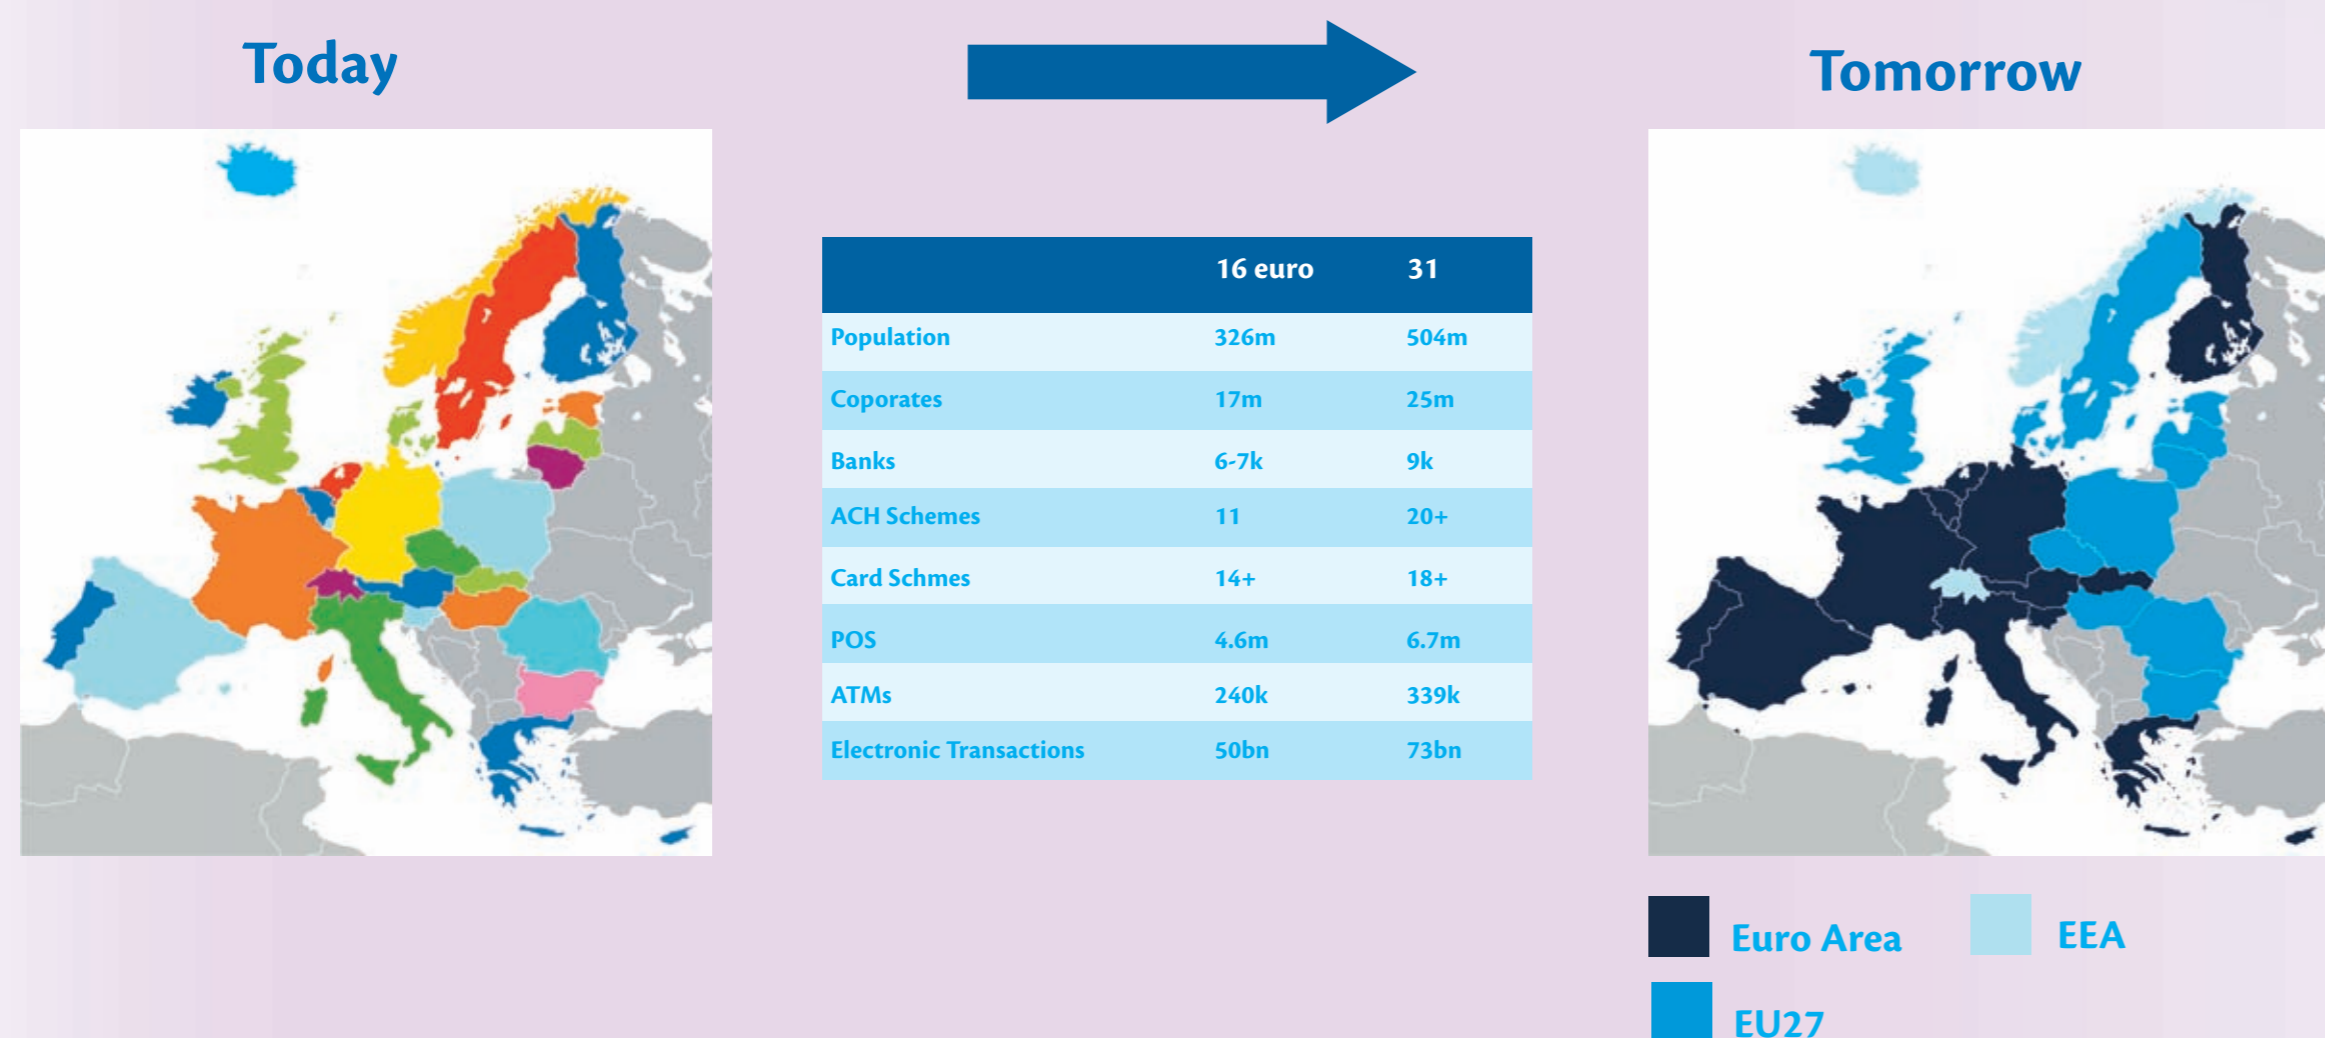 Today
Tomorrow
16 euro 31
Population 326m 504m
Coporates 17m 25m
Banks 6-7k 9k
ACH Schemes 11 20+
Card Schmes 14+ 18+
POS 4.6m 6.7m
ATMs 240k 339k
Electronic Transactions 50bn 73bn
Euro Area EEA
EU27